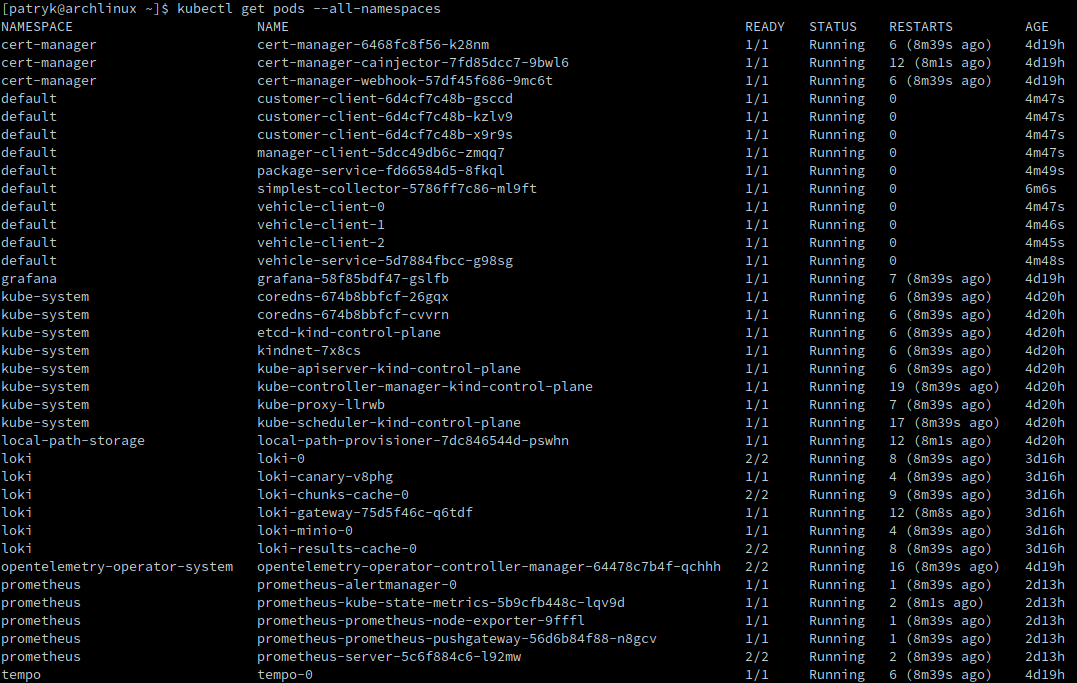 [patryk@archlinux ~]$ kubectl get pods --all-namespaces
NAMESPACE NAME READY STATUS RESTARTS AGE
cert-manager cert-manager-6468fc8f56-k28nm 1/1 Running 6 (8m39s ago) 4d19h
cert-manager cert-manager-cainjector-7fd85dcc7-9bwl6 1/1 Running 12 (8m1s ago) 4d19h
cert-manager cert-manager-webhook-57df45f686-9mc6t 1/1 Running 6 (8m39s ago) 4d19h
default customer-client-6d4cf7c48b-gsccd 1/1 Running 0 4m47s
default customer-client-6d4cf7c48b-kzlv9 1/1 Running 0 4m47s
default customer-client-6d4cf7c48b-x9r9s 1/1 Running 0 4m47s
default manager-client-5dcc49db6c-zmqq7 1/1 Running 0 4m47s
default package-service-fd66584d5-8fkql 1/1 Running 0 4m49s
default simplest-collector-5786ff7c86-ml9ft 1/1 Running 0 6m6s
default vehicle-client-0 1/1 Running 0 4m47s
default vehicle-client-1 1/1 Running 0 4m46s
default vehicle-client-2 1/1 Running 0 4m45s
default vehicle-service-5d7884fbcc-g98sg 1/1 Running 0 4m48s
grafana grafana-58f85bdf47-gslfb 1/1 Running 7 (8m39s ago) 4d19h
kube-system coredns-674b8bbfcf-26gqx 1/1 Running 6 (8m39s ago) 4d20h
kube-system coredns-674b8bbfcf-cvvrn 1/1 Running 6 (8m39s ago) 4d20h
kube-system etcd-kind-control-plane 1/1 Running 6 (8m39s ago) 4d20h
kube-system kindnet-7x8cs 1/1 Running 6 (8m39s ago) 4d20h
kube-system kube-apiserver-kind-control-plane 1/1 Running 6 (8m39s ago) 4d20h
kube-system kube-controller-manager-kind-control-plane 1/1 Running 19 (8m39s ago) 4d20h
kube-system kube-proxy-llrwb 1/1 Running 7 (8m39s ago) 4d20h
kube-system kube-scheduler-kind-control-plane 1/1 Running 17 (8m39s ago) 4d20h
local-path-storage local-path-provisioner-7dc846544d-pswhn 1/1 Running 12 (8m1s ago) 4d20h
loki loki-0 2/2 Running 8 (8m39s ago) 3d16h
loki loki-canary-v8phg 1/1 Running 4 (8m39s ago) 3d16h
loki loki-chunks-cache-0 2/2 Running 9 (8m39s ago) 3d16h
loki loki-gateway-75d5f46c-q6tdf 1/1 Running 12 (8m8s ago) 3d16h
loki loki-minio-0 1/1 Running 4 (8m39s ago) 3d16h
loki loki-results-cache-0 2/2 Running 8 (8m39s ago) 3d16h
opentelemetry-operator-system opentelemetry-operator-controller-manager-64478c7b4f-qchhh 2/2 Running 16 (8m39s ago) 4d19h
prometheus prometheus-alertmanager-0 1/1 Running 1 (8m39s ago) 2d13h
prometheus prometheus-kube-state-metrics-5b9cfb448c-lqv9d 1/1 Running 2 (8m1s ago) 2d13h
prometheus prometheus-prometheus-node-exporter-9fffl 1/1 Running 1 (8m39s ago) 2d13h
prometheus prometheus-prometheus-pushgateway-56d6b84f88-n8gcv 1/1 Running 1 (8m39s ago) 2d13h
prometheus prometheus-server-5c6f884c6-l92mw 2/2 Running 2 (8m39s ago) 2d13h
tempo tempo-0 1/1 Running 6 (8m39s ago) 4d19h